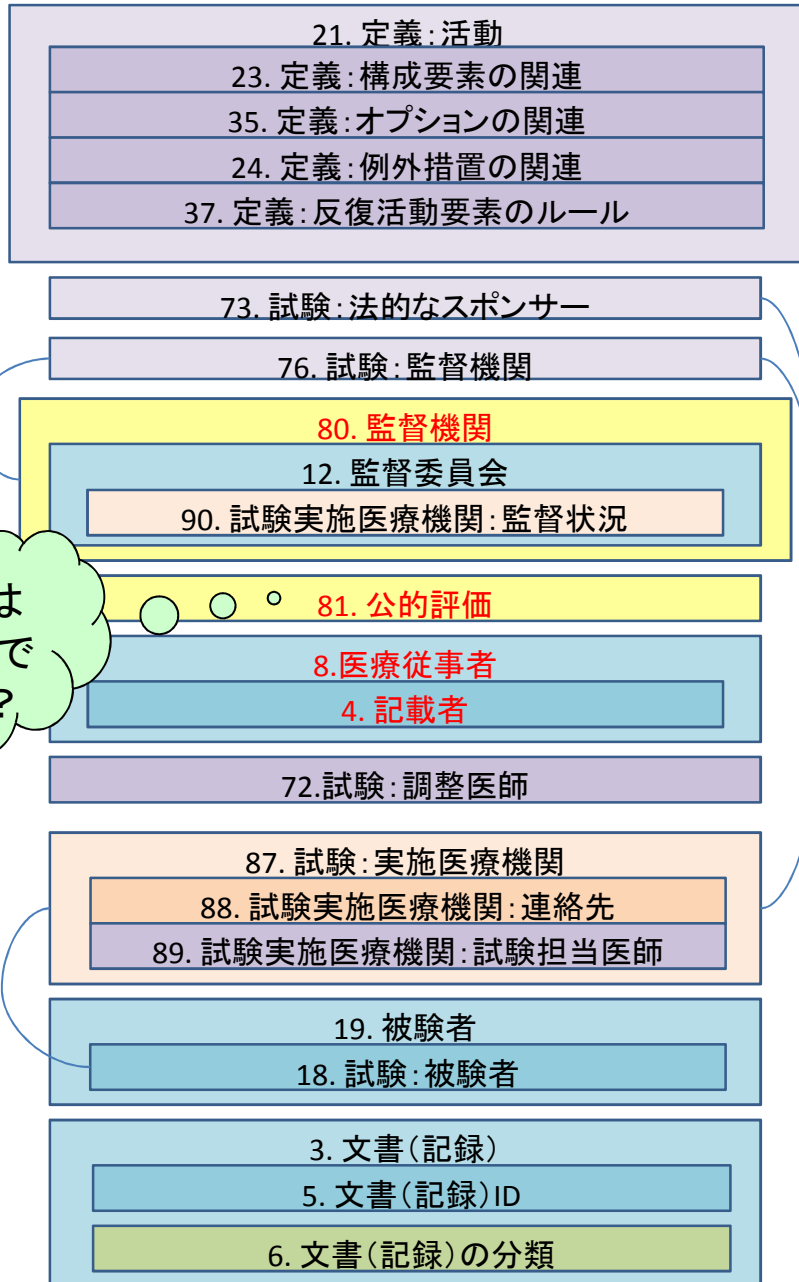 21. 定義：活動
23. 定義：構成要素の関連
35. 定義：オプションの関連
24. 定義：例外措置の関連
37. 定義：反復活動要素のルール
73. 試験：法的なスポンサー
76. 試験：監督機関
80. 監督機関
12. 監督委員会
90. 試験実施医療機関：監督状況
は
で
？
81. 公的評価
8.医療従事者
4. 記載者
72.試験：調整医師
87. 試験：実施医療機関
88. 試験実施医療機関：連絡先
89. 試験実施医療機関：試験担当医師
19. 被験者
18. 試験：被験者
3. 文書（記録）
5. 文書（記録）ID
6. 文書（記録）の分類